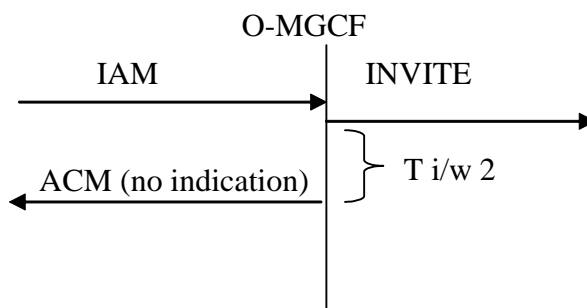 O-MGCF
IAM
INVITE
T i/w 2
ACM (no indication)